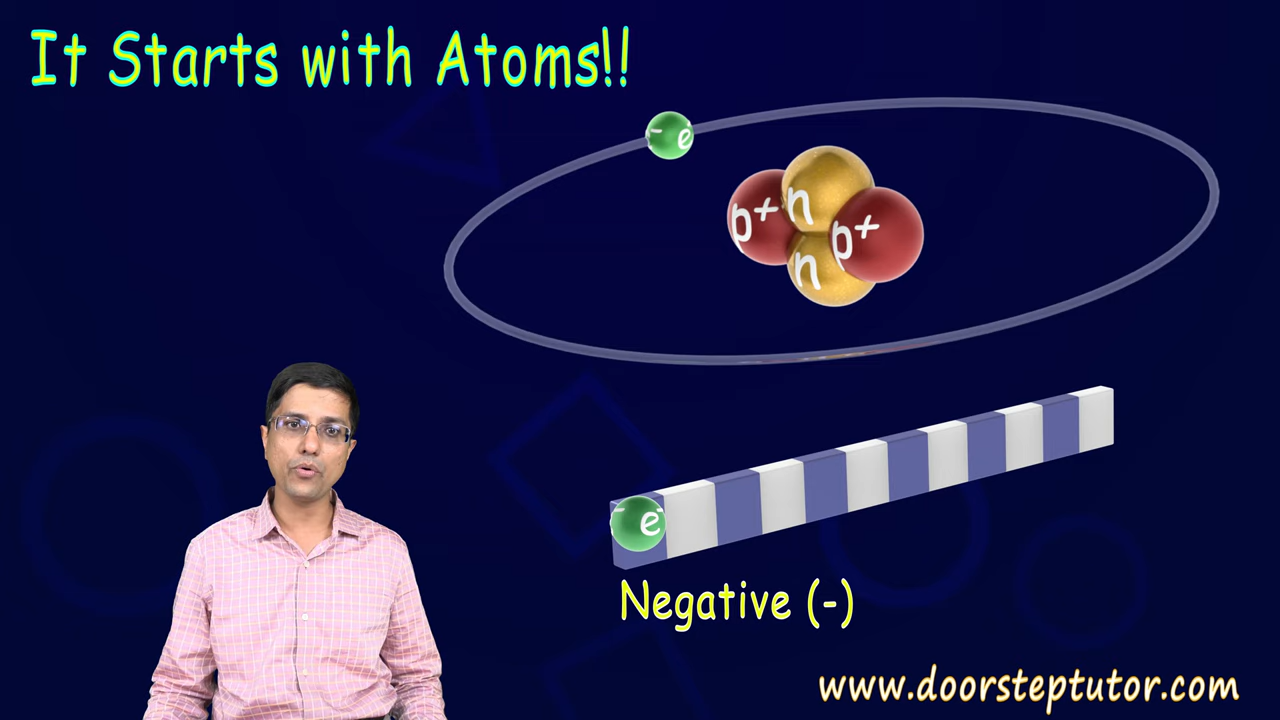 It Starts with Atoms!!
- e
p+ n p+
n
- e
Negative (-)
www.doorsteptutor.com